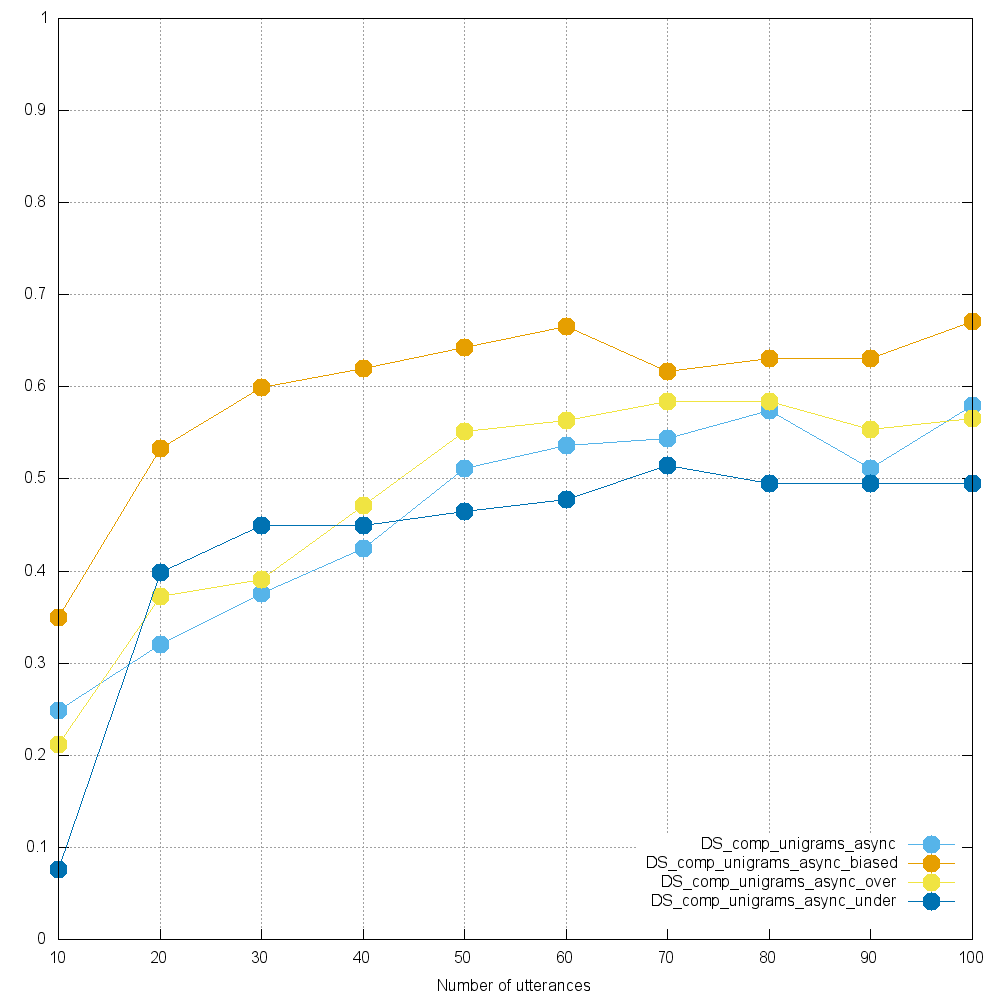 1
0.9
0.8
0.7
0.6
0.5
0.4
0.3
0.2
0.1
0
DS_comp_unigrams_async
DS_comp_unigrams_async_biased
DS_comp_unigrams_async_over
DS_comp_unigrams_async_under
10 20 30 40 50 60 70 80 90 100
Number of utterances